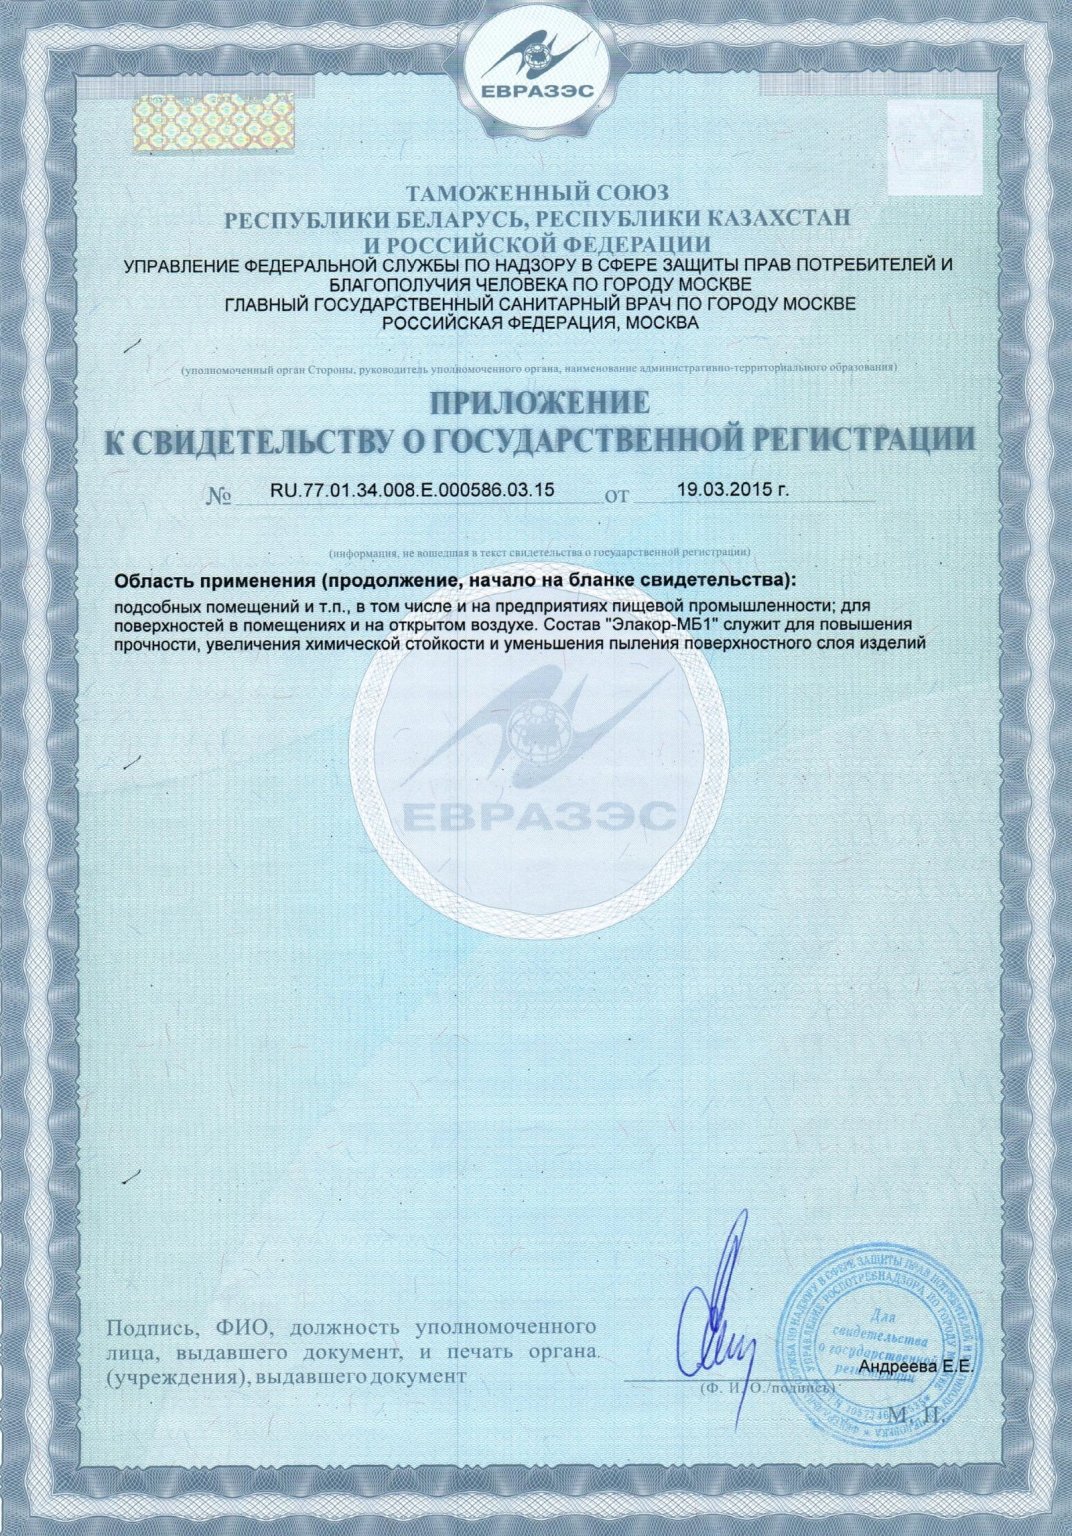 ЕВРАЗЭС
ТАМОЖЕННЫЙ СОЮЗ
РЕСПУБЛИКИ БЕЛАРУСЬ, РЕСПУБЛИКИ КАЗАХСТАН
И РОССИЙСКОЙ ФЕДЕРАЦИИ
УПРАВЛЕНИЕ ФЕДЕРАЛЬНОЙ СЛУЖБЫ ПО НАДЗОРУ В СФЕРЕ ЗАЩИТЫ ПРАВ ПОТРЕБИТЕЛЕЙ И
БЛАГОПОЛУЧИЯ ЧЕЛОВЕКА ПО ГОРОДУ МОСКВЕ
ГЛАВНЫЙ ГОСУДАРСТВЕННЫЙ САНИТАРНЫЙ ВРАЧ ПО ГОРОДУ МОСКВЕ
РОССИЙСКАЯ ФЕДЕРАЦИЯ, МОСКВА
(уполномоченный орган Стороны, руководитель уполномоченного органа, наименование административно-территориального образования)
ПРИЛОЖЕНИЕ
К СВИДЕТЕЛЬСТВУ О ГОСУДАРСТВЕННОЙ РЕГИСТРАЦИИ
№ RU.77.01.34.008.E.000586.03.15 от 19.03.2015 г.
(информация, не вошедшая в текст свидетельства о государственной регистрации)
Область применения (продолжение, начало на бланке свидетельства):
подсобных помещений и т.п., в том числе и на предприятиях пищевой промышленности; для
поверхностей в помещениях и на открытом воздухе. Состав "Элакор-МБ1" служит для повышения
прочности, увеличения химической стойкости и уменьшения пыления поверхностного слоя изделий
ЕВРАЗЭС
Подпись, ФИО, должность уполномоченного
лица, выдавшего документ, и печать органа
(учреждения), выдавшего документ
Для
свидетельства
о государственной
регистрации
Андреева Е.Е.
(Ф. И. О./подпись)
М. П.